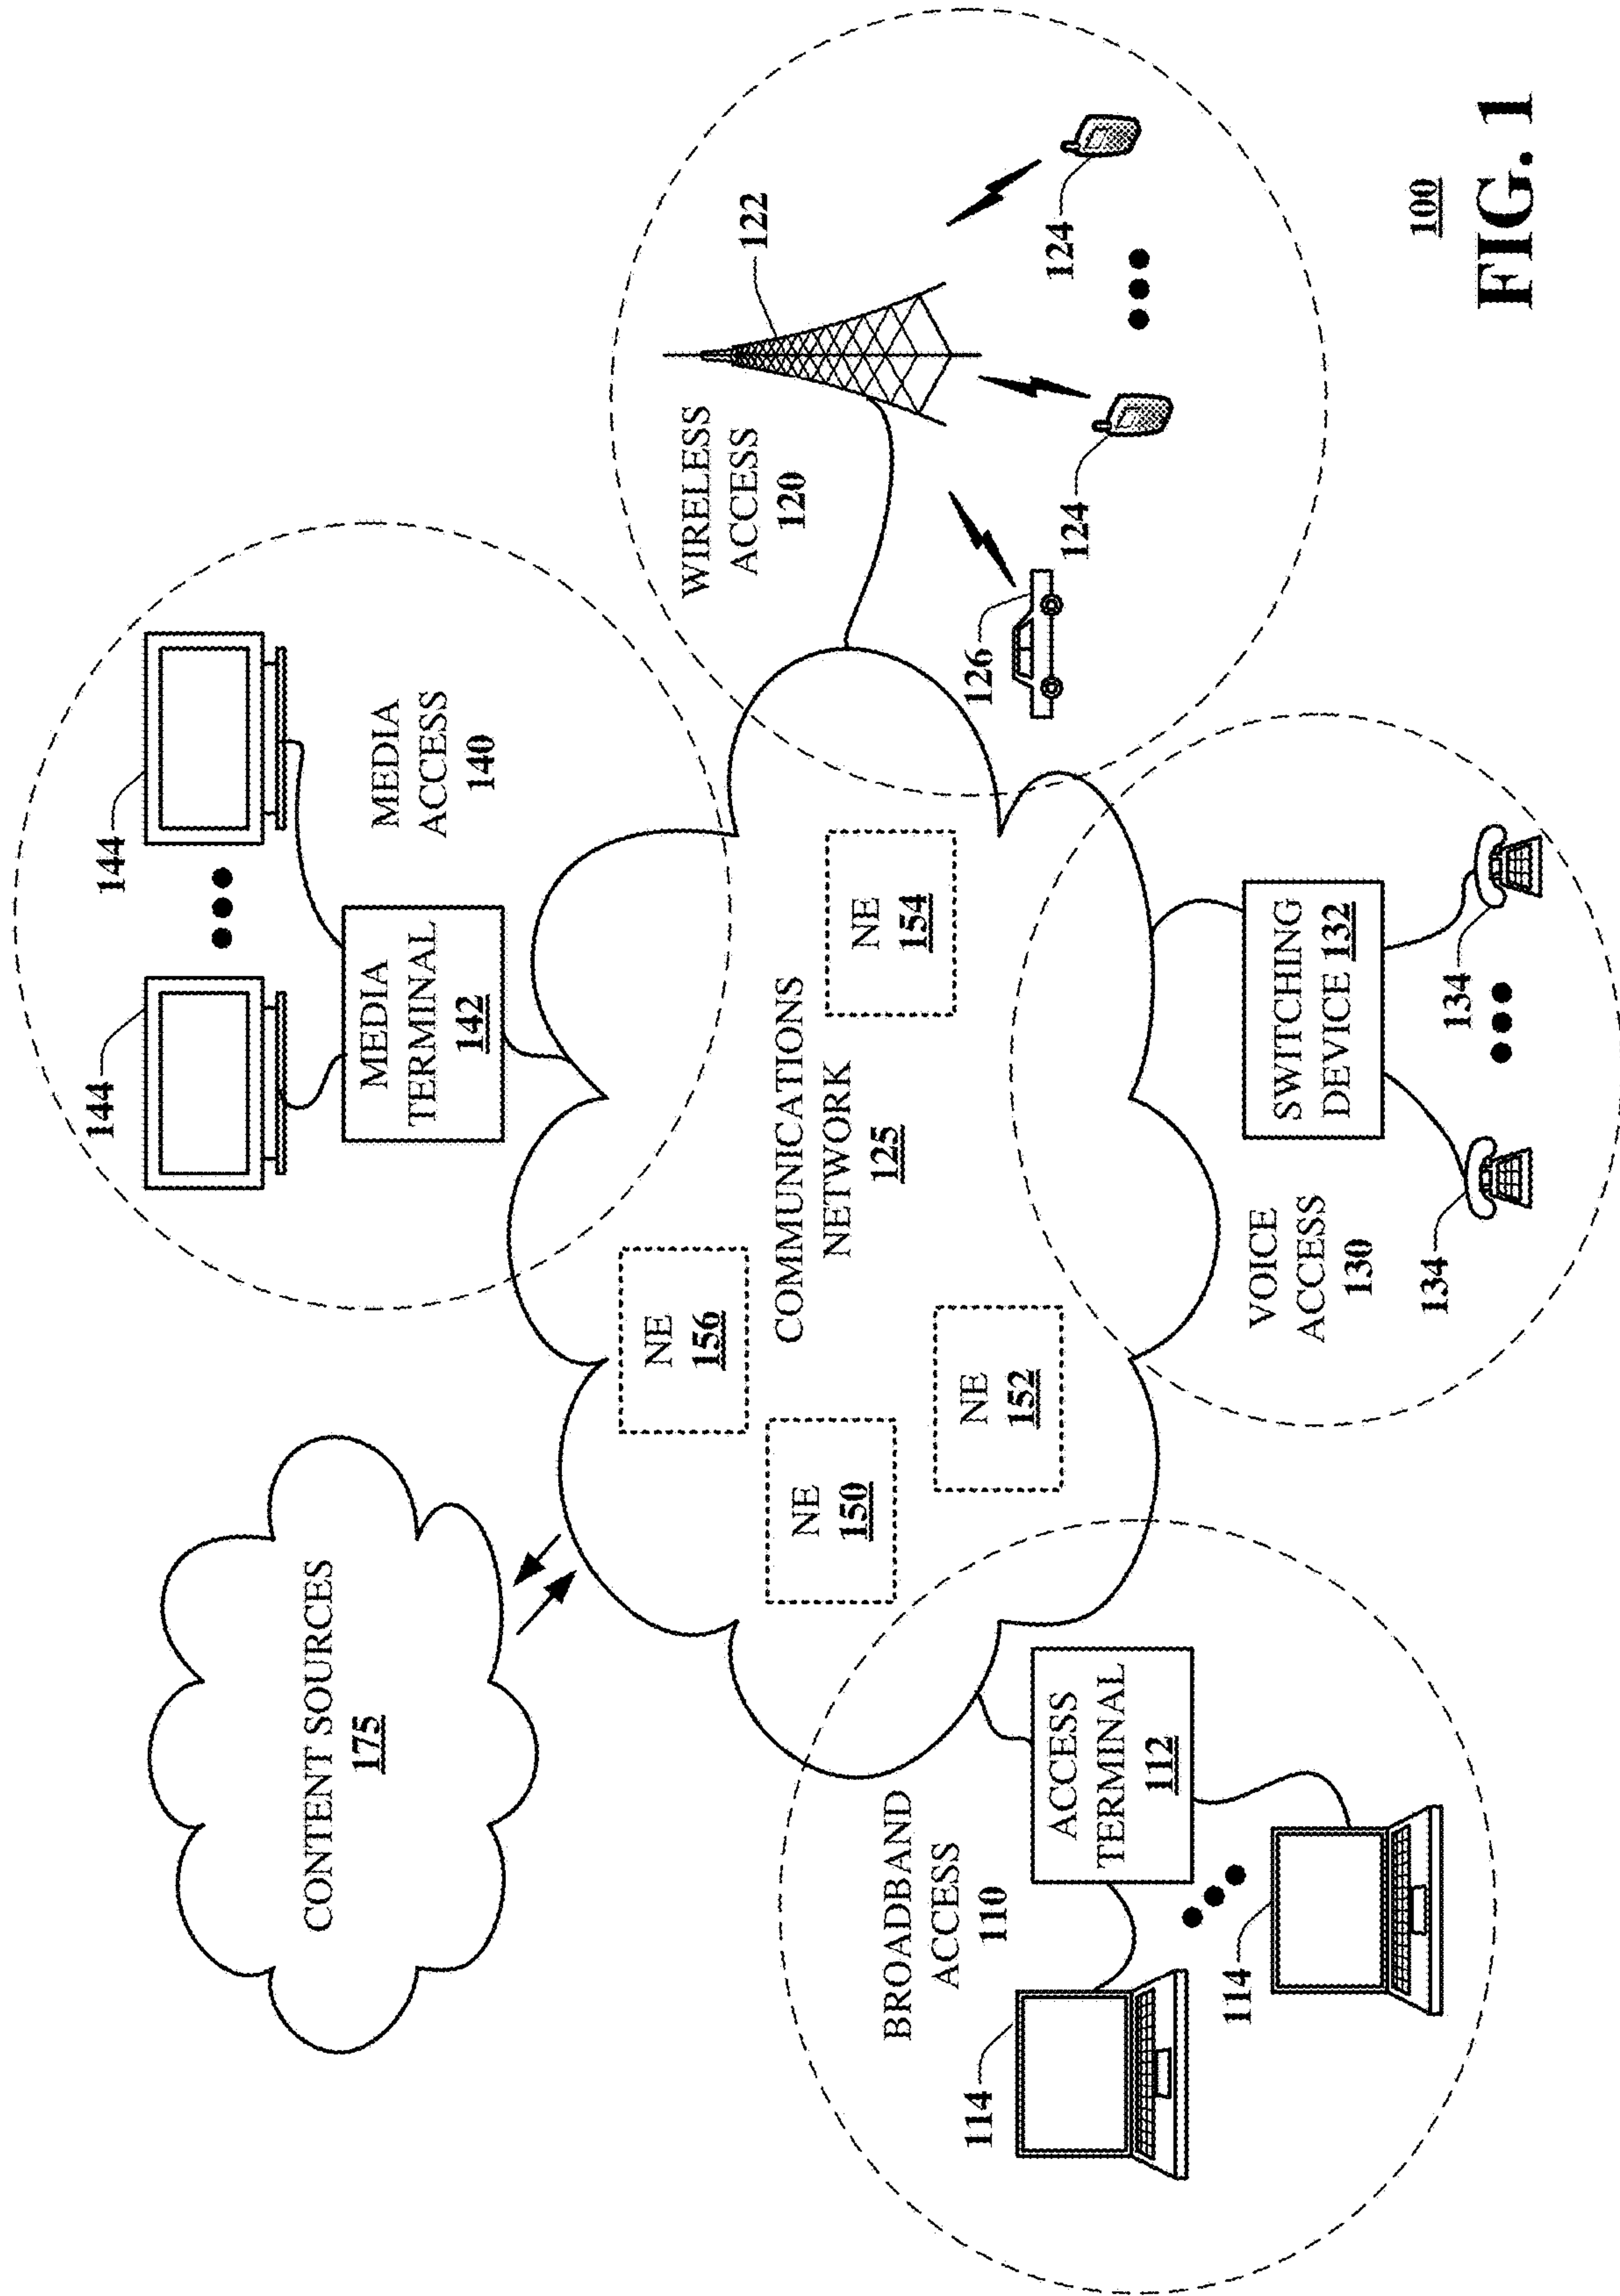 CONTENT SOURCES
175
144
144
MEDIA
TERMINAL
142
MEDIA
ACCESS
140
BROADBAND
ACCESS
110
114
114
ACCESS
TERMINAL
112
NE
150
NE
156
NE
152
COMMUNICATIONS
NETWORK
125
NE
154
WIRELESS
ACCESS
120
122
126
124
124
VOICE
ACCESS
130
SWITCHING
DEVICE 132
134
134
100
FIG. 1